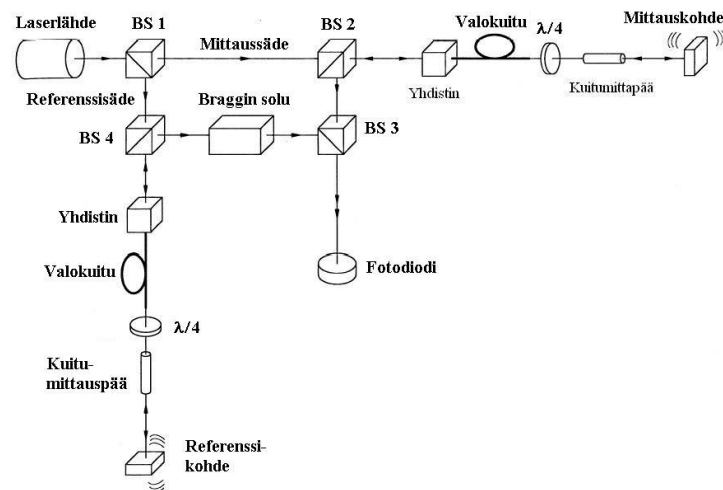 Laserlähde
BS 1
Mittaussäde
BS 2
Valokuitu
λ/4
Mittauskohde
Yhdistin
Kuitumittapää
Referenssisäde
BS 4
Braggin solu
BS 3
Yhdistin
Valokuitu
Fotodiodi
λ/4
Kuitu-
mittauspää
Referenssi-
kohde